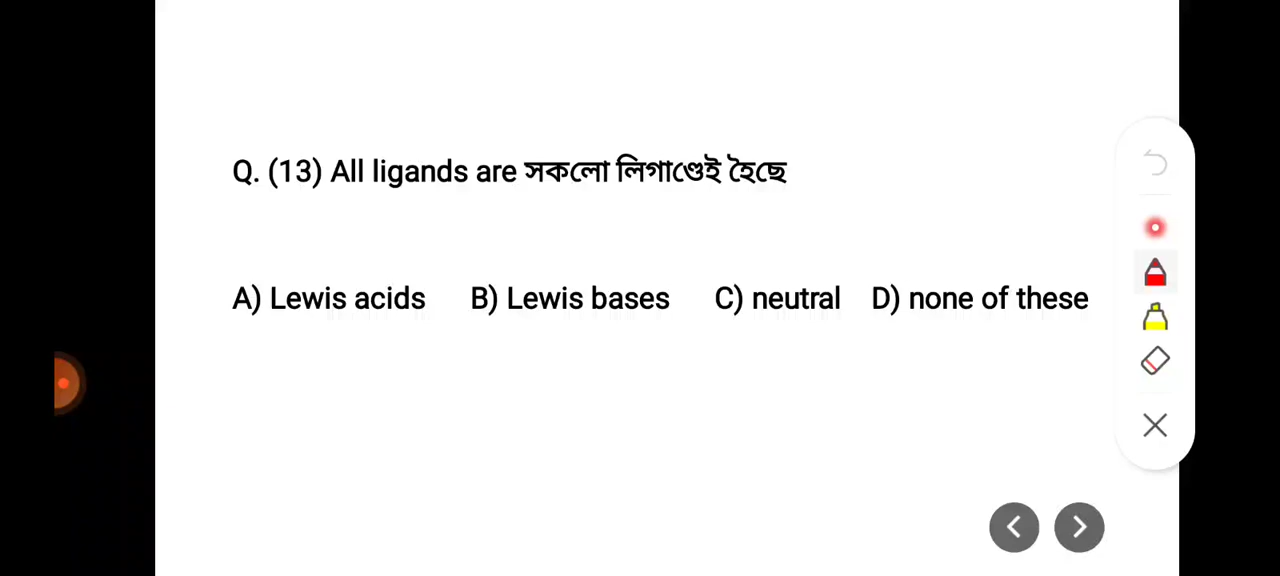 Q. (13) All ligands are সকলো লিগাণ্ডেই হৈছে
A) Lewis acids B) Lewis bases C) neutral D) none of these